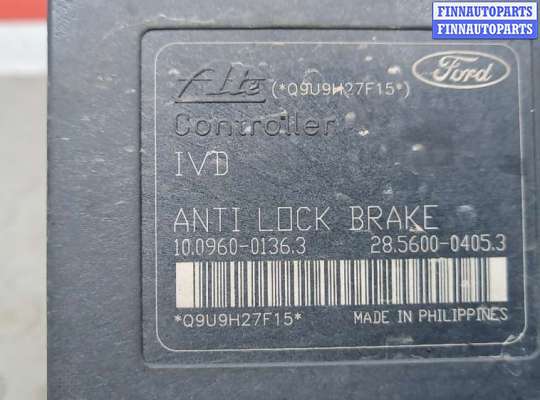 FINNAUTOPARTS
FINNAUTOPARTS
Ford
Ate (*Q9U9H27F15*)
Controller
IVD
ANTI LOCK BRAKE
10.0960-0136.3 28.5600-0405.3
*Q9U9H27F15* MADE IN PHILIPPINES